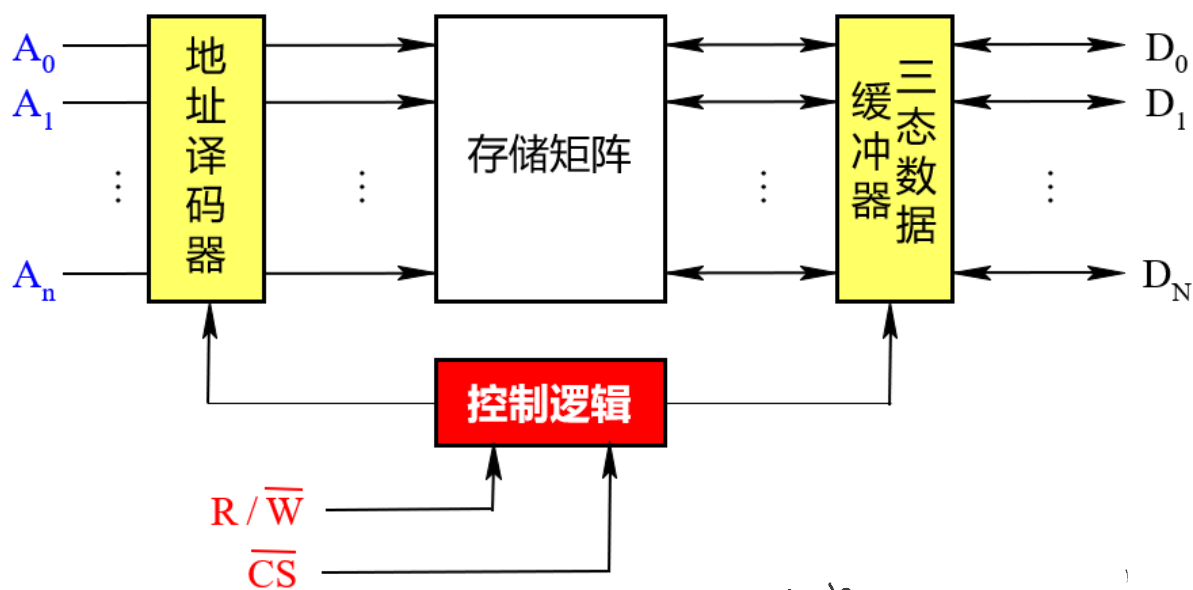 A0
A1
⋮
An
地址译码器
⋮
存储矩阵
⋮
三态数据
缓冲器
D0
D1
⋮
DN
控制逻辑
R / W̅
C̅S̅